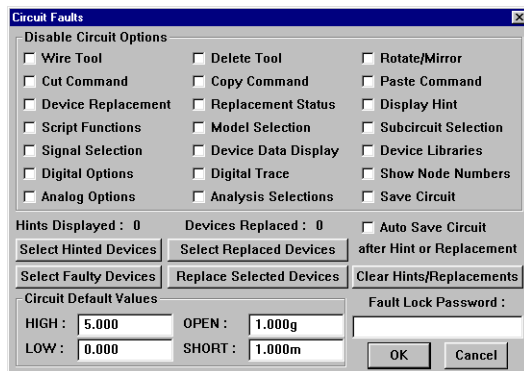 Circuit Faults
Disable Circuit Options
Wire Tool Delete Tool Rotate/Mirror
Cut Command Copy Command Paste Command
Device Replacement Replacement Status Display Hint
Script Functions Model Selection Subcircuit Selection
Signal Selection Device Data Display Device Libraries
Digital Options Digital Trace Show Node Numbers
Analog Options Analysis Selections Save Circuit
Hints Displayed : 0 Devices Replaced : 0 Auto Save Circuit
Select Hinted Devices Select Replaced Devices after Hint or Replacement
Select Faulty Devices Replace Selected Devices Clear Hints/Replacements
Circuit Default Values Fault Lock Password :
HIGH : 5.000 OPEN : 1.000g
LOW : 0.000 SHORT : 1.000m OK Cancel